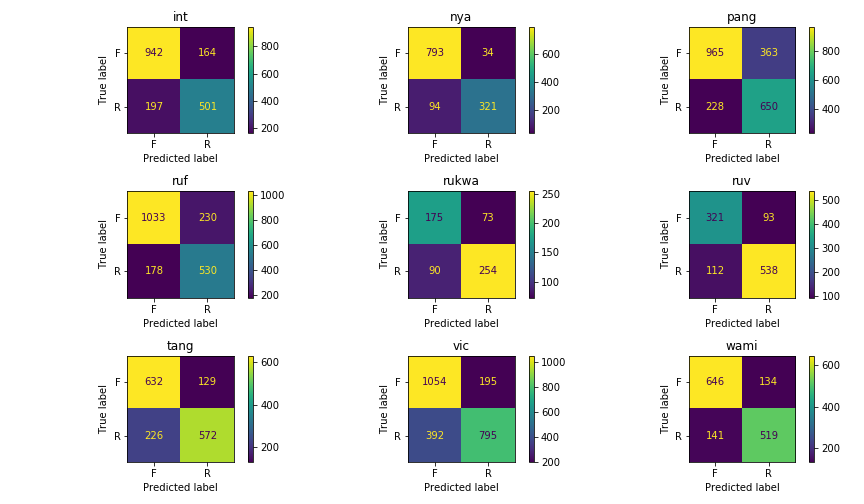 int
nya
pang
F 942 164
True label
R 197 501
F R
Predicted label
800
600
400
200
F 793 34
True label
R 94 321
F R
Predicted label
600
400
200
F 965 363
True label
R 228 650
F R
Predicted label
800
600
400
ruf
rukwa
ruv
F 1033 230
True label
R 178 530
F R
Predicted label
1000
800
600
400
200
F 175 73
True label
R 90 254
F R
Predicted label
250
200
150
100
F 321 93
True label
R 112 538
F R
Predicted label
500
400
300
200
100
tang
vic
wami
F 632 129
True label
R 226 572
F R
Predicted label
600
400
200
F 1054 195
True label
R 392 795
F R
Predicted label
1000
800
600
400
200
F 646 134
True label
R 141 519
F R
Predicted label
600
400
200